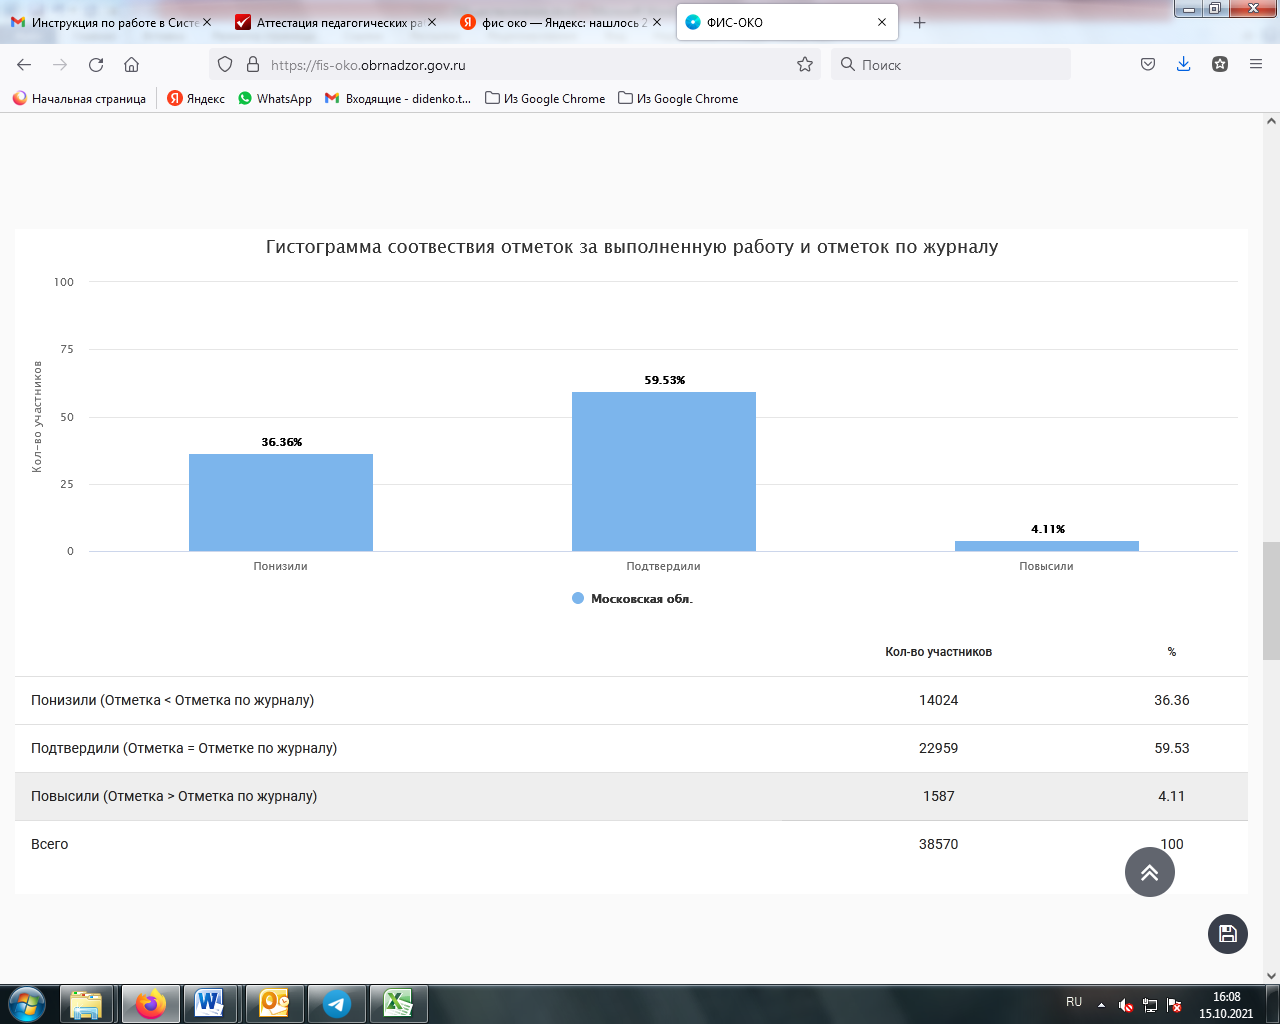 Инструкция по работе в Систе
Аттестация педагогических ра
фис око — Яндекс: нашлось 2
ФИС-ОКО
https://fis-oko.obrnadzor.gov.ru
Поиск
Начальная страница
Яндекс
WhatsApp
Входящие - didenko.t...
Из Google Chrome
Из Google Chrome
Гистограмма соотвествия отметок за выполненную работу и отметок по журналу
Кол-во участников
100
75
50
25
0
36.36%
59.53%
4.11%
Понизили
Подтвердили
Повысили
Московская обл.
Кол-во участников %
Понизили (Отметка < Отметка по журналу) 14024 36.36
Подтвердили (Отметка = Отметке по журналу) 22959 59.53
Повысили (Отметка > Отметка по журналу) 1587 4.11
Всего 38570 100
RU
16:08
15.10.2021